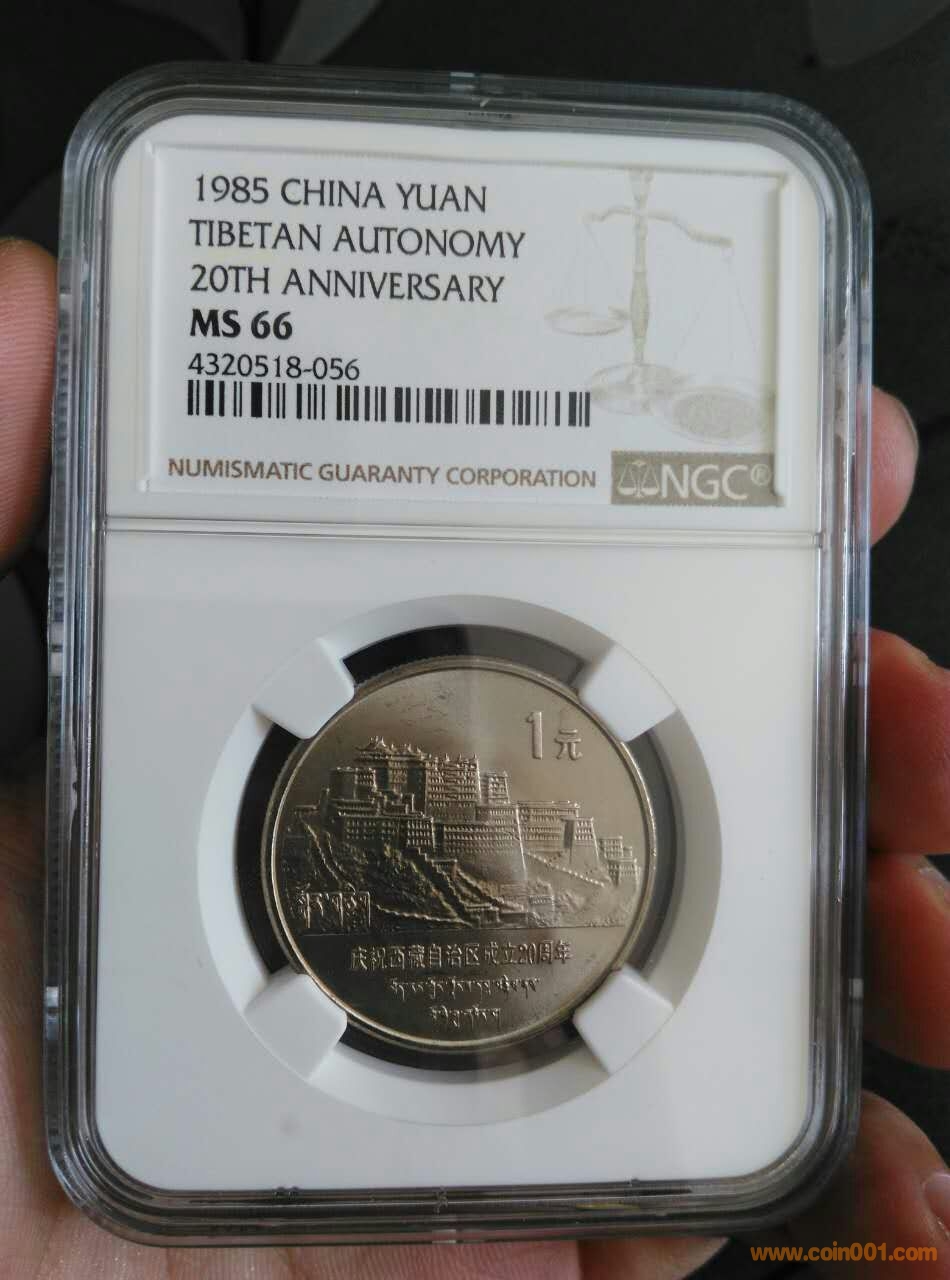 1985 CHINA YUAN
TIBETAN AUTONOMY
20TH ANNIVERSARY
MS 66
4320518-056
NUMISMATIC GUARANTY CORPORATION
NGC®
1元
庆祝西藏自治区成立20周年
www.coin001.com